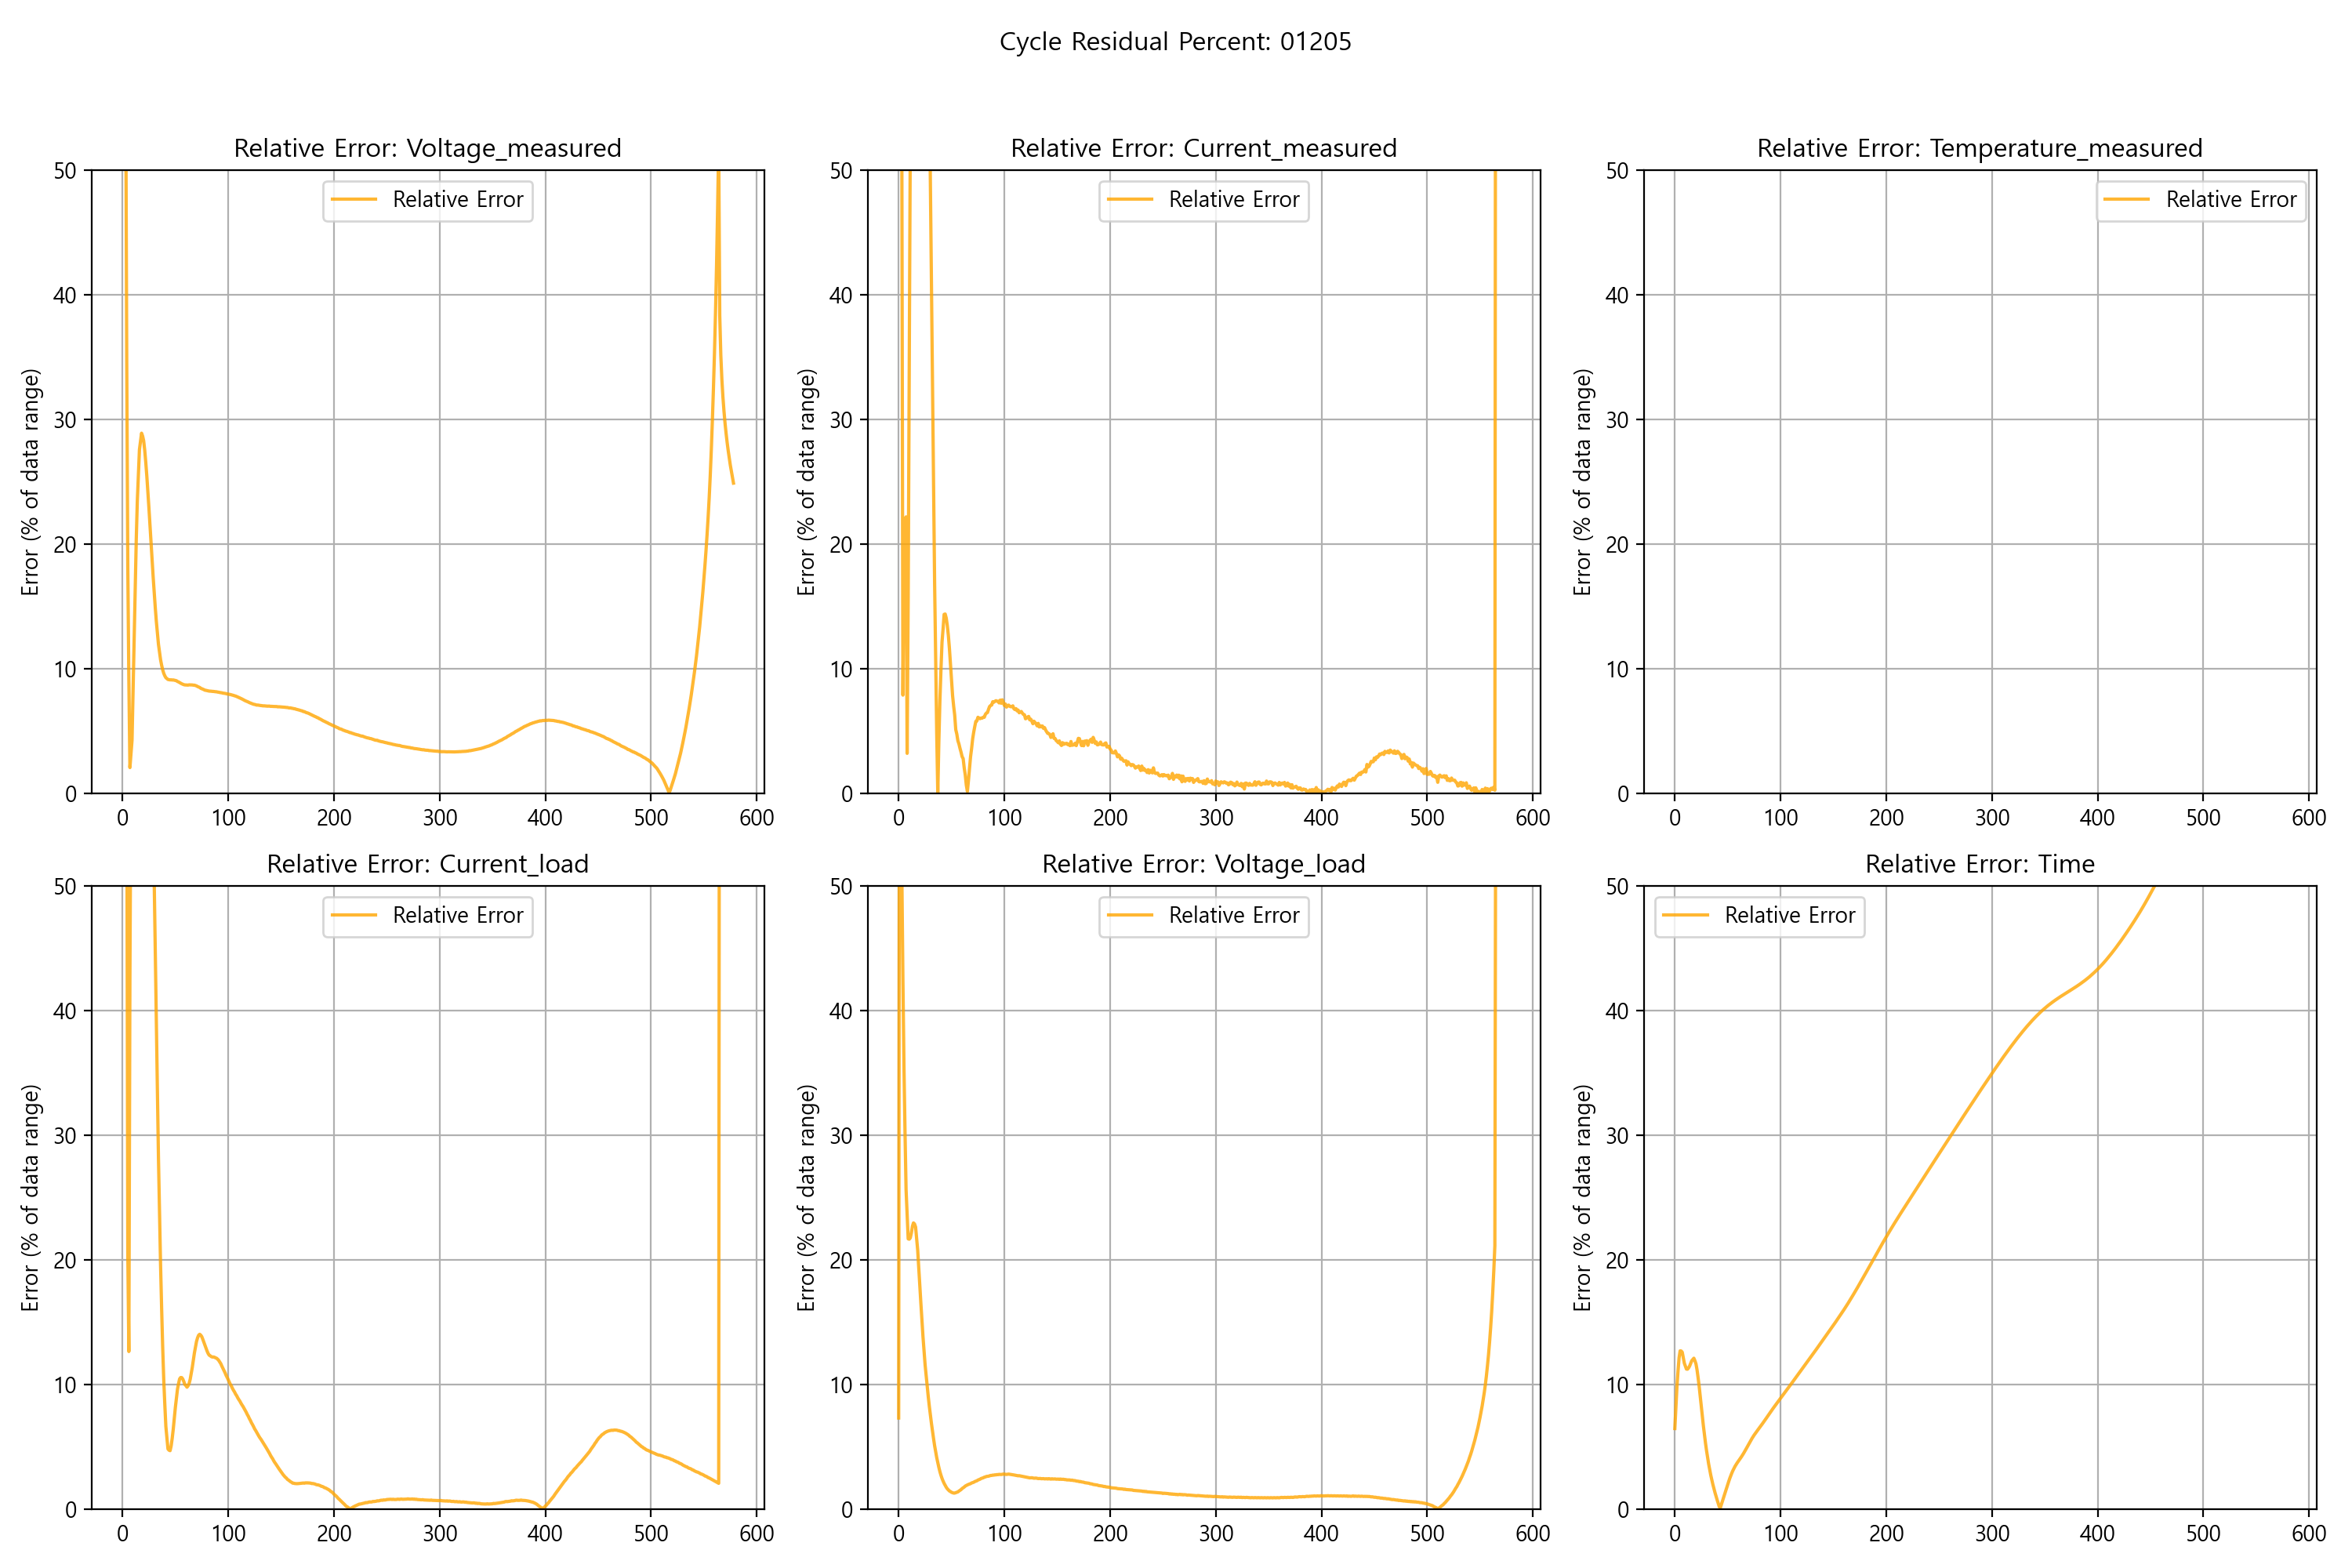 Cycle Residual Percent: 01205
Relative Error: Voltage_measured
Relative Error
Error (% of data range)
50
40
30
20
10
0
0 100 200 300 400 500 600
Relative Error: Current_measured
Relative Error
Error (% of data range)
50
40
30
20
10
0
0 100 200 300 400 500 600
Relative Error: Temperature_measured
Relative Error
Error (% of data range)
50
40
30
20
10
0
0 100 200 300 400 500 600
Relative Error: Current_load
Relative Error
Error (% of data range)
50
40
30
20
10
0
0 100 200 300 400 500 600
Relative Error: Voltage_load
Relative Error
Error (% of data range)
50
40
30
20
10
0
0 100 200 300 400 500 600
Relative Error: Time
Relative Error
Error (% of data range)
50
40
30
20
10
0
0 100 200 300 400 500 600